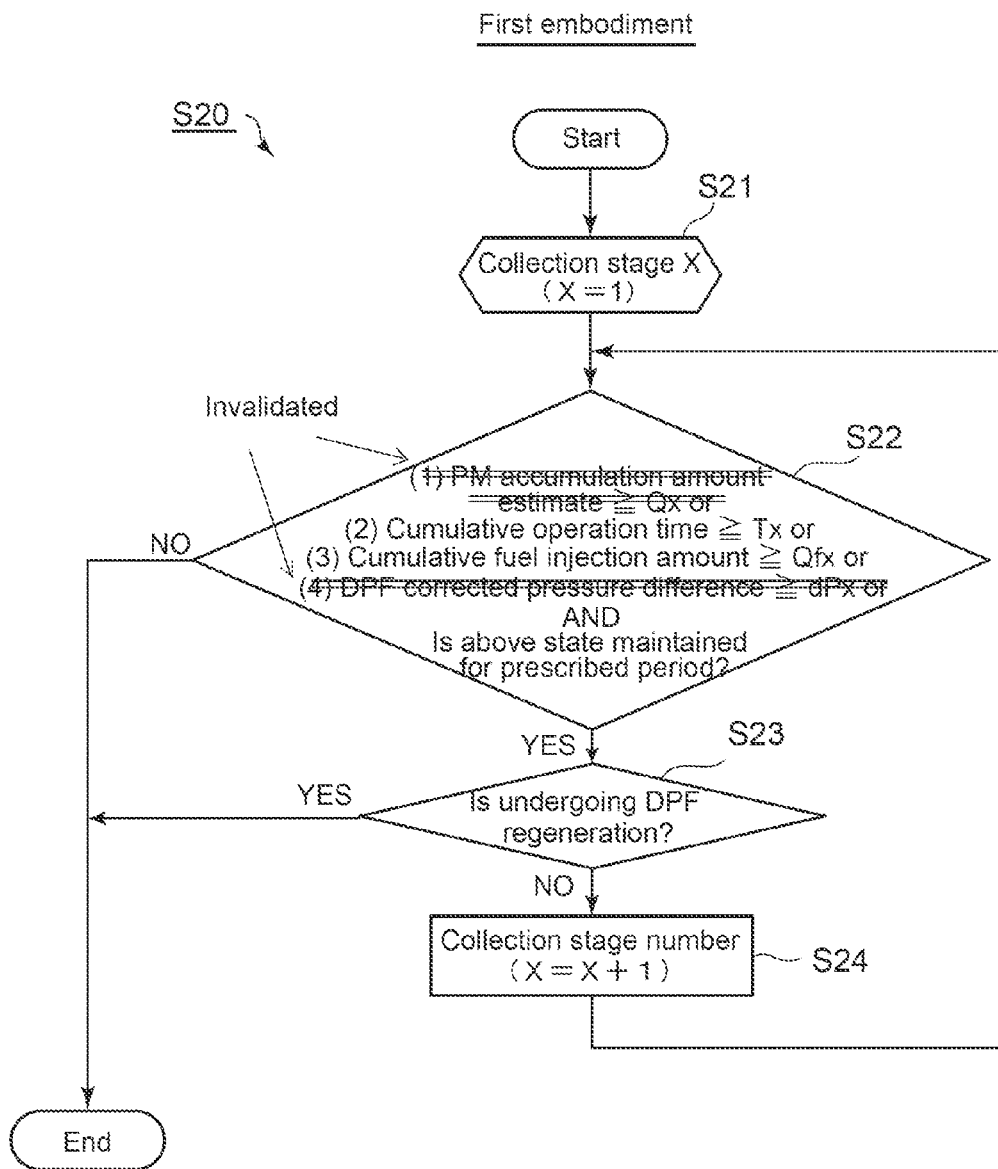 First embodiment
S20
Start
S21
Collection stage X
( X = 1 )
Invalidated
S22
(1) PM accumulation amount
estimate ≧ Qx or
(2) Cumulative operation time ≧ Tx or
(3) Cumulative fuel injection amount ≧ Qfx or
(4) DPF corrected pressure difference ≧ dPx or
AND
Is above state maintained
for prescribed period?
NO
YES
S23
YES
Is undergoing DPF
regeneration?
NO
Collection stage number
( X = X + 1 )
S24
End